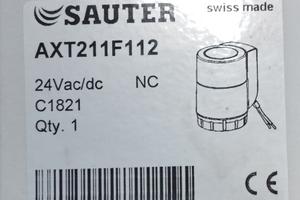 SAUTER
swiss made
AXT211F112
24Vac/dc NC
C1821
Qty. 1
CE